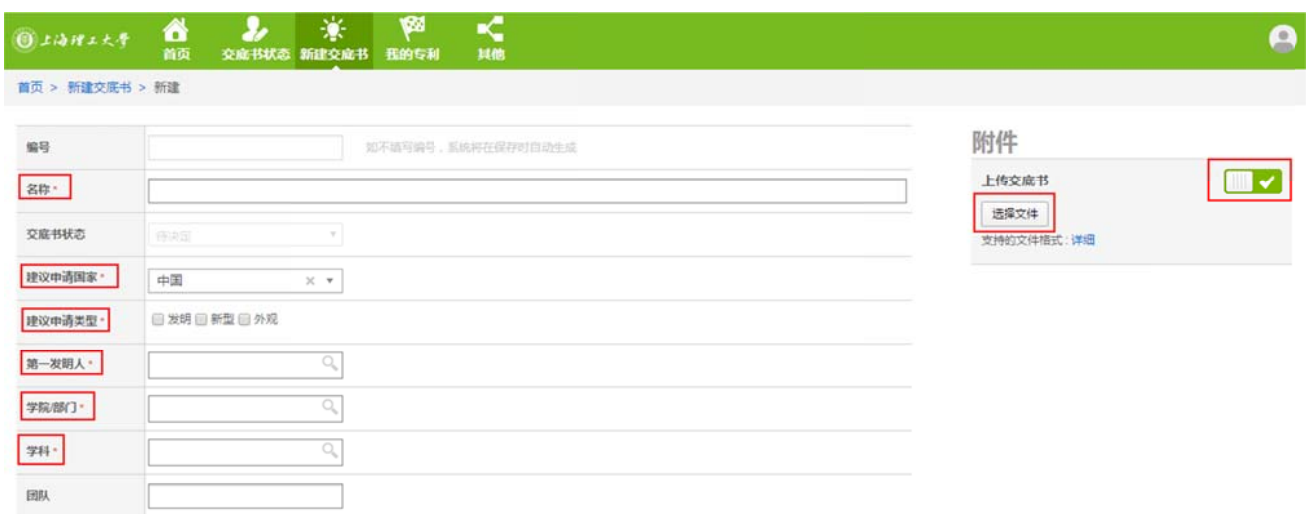 上海理工大学
首页 交底书状态 新建交底书 我的专利 其他
首页 > 新建交底书 > 新建
编号 如不填写编号，系统将在保存时自动生成
名称 *
交底书状态 待决定
建议申请国家 * 中国
建议申请类型 * 发明 新型 外观
第一发明人 *
学院/部门 *
学科 *
团队
附件
上传交底书
选择文件
支持的文件格式 : 详细